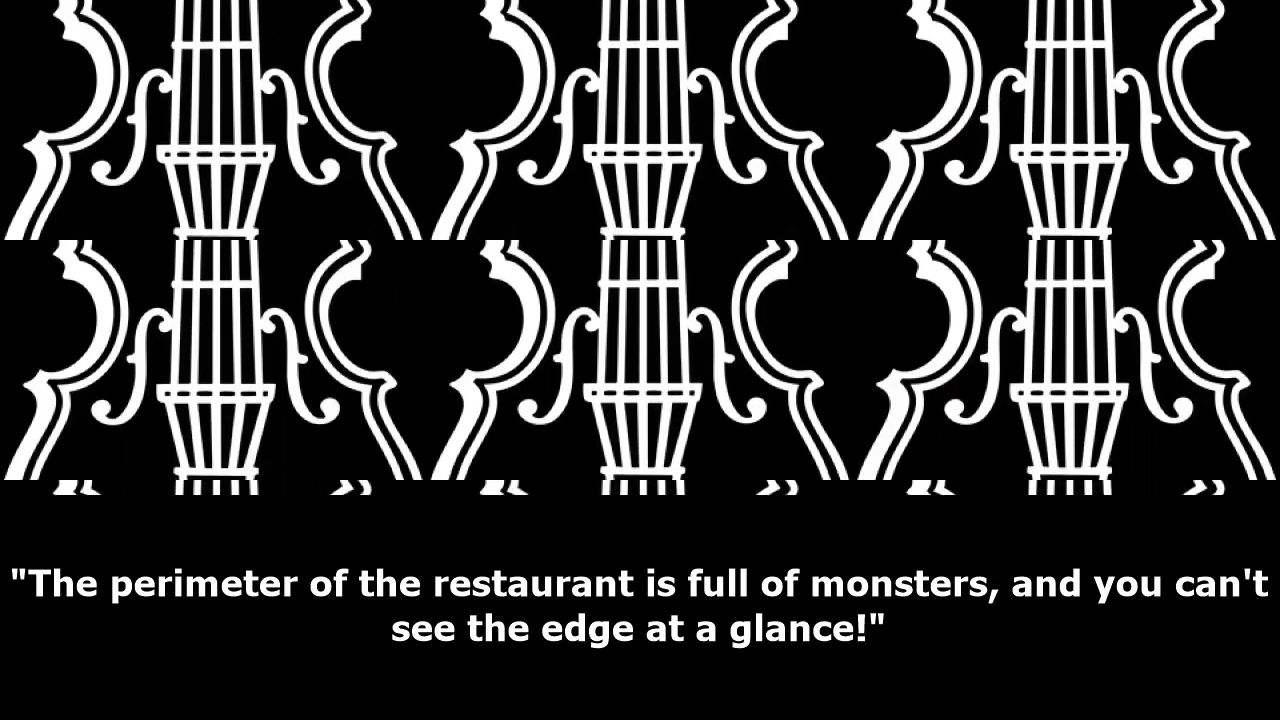 "The perimeter of the restaurant is full of monsters, and you can't
see the edge at a glance!"